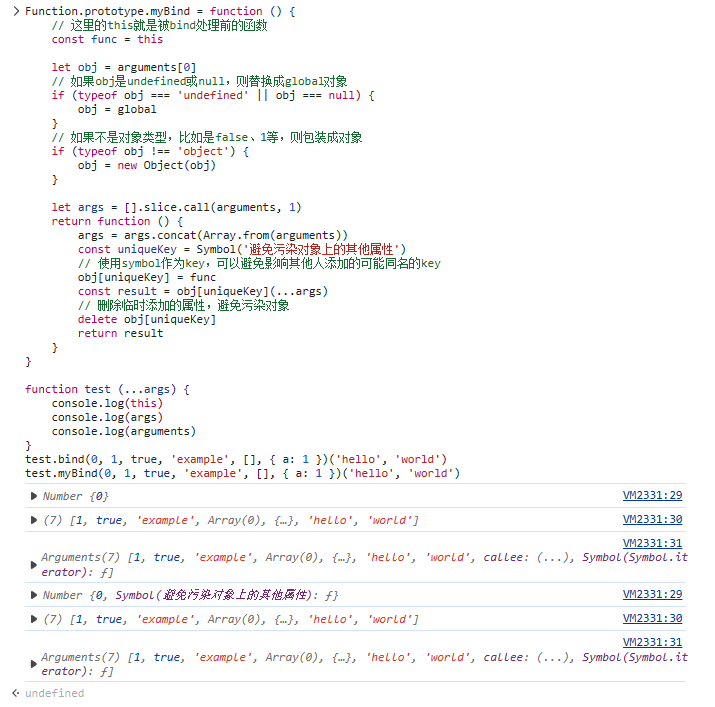 Function.prototype.myBind = function () {
    // 这里的this就是被bind处理前的函数
    const func = this

    let obj = arguments[0]
    // 如果obj是undefined或null，则替换成global对象
    if (typeof obj === 'undefined' || obj === null) {
        obj = global
    }
    // 如果不是对象类型，比如是false、1等，则包装成对象
    if (typeof obj !== 'object') {
        obj = new Object(obj)
    }

    let args = [].slice.call(arguments, 1)
    return function () {
        args = args.concat(Array.from(arguments))
        const uniqueKey = Symbol('避免污染对象上的其他属性')
        // 使用symbol作为key，可以避免影响其他人添加的可能同名的key
        obj[uniqueKey] = func
        const result = obj[uniqueKey](...args)
        // 删除临时添加的属性，避免污染对象
        delete obj[uniqueKey]
        return result
    }
}

function test (...args) {
    console.log(this)
    console.log(args)
    console.log(arguments)
}
test.bind(0, 1, true, 'example', [], { a: 1 })('hello', 'world')
test.myBind(0, 1, true, 'example', [], { a: 1 })('hello', 'world')
Number {0} VM2331:29
(7) [1, true, 'example', Array(0), {…}, 'hello', 'world'] VM2331:30
VM2331:31
Arguments(7) [1, true, 'example', Array(0), {…}, 'hello', 'world', callee: (...), Symbol(Symbol.it
erator): ƒ]
Number {0, Symbol(避免污染对象上的其他属性): ƒ} VM2331:29
(7) [1, true, 'example', Array(0), {…}, 'hello', 'world'] VM2331:30
VM2331:31
Arguments(7) [1, true, 'example', Array(0), {…}, 'hello', 'world', callee: (...), Symbol(Symbol.it
erator): ƒ]
undefined